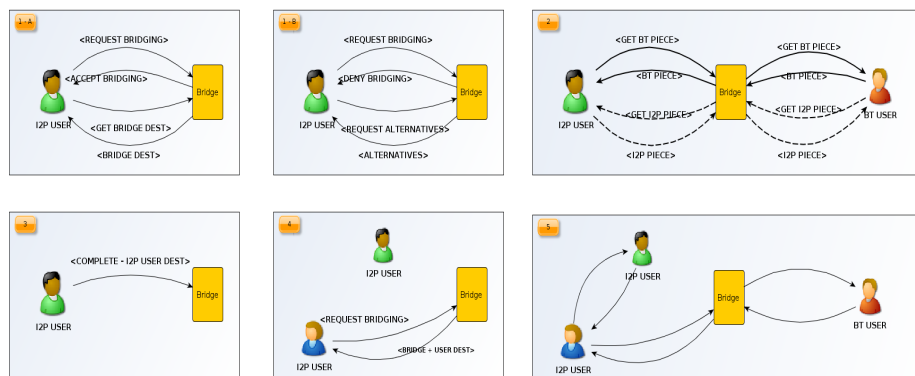 1 - A
<REQUEST BRIDGING>
<ACCEPT BRIDGING>
Bridge
I2P USER
<GET BRIDGE DEST>
<BRIDGE DEST>
1 - B
<REQUEST BRIDGING>
<DENY BRIDGING>
Bridge
I2P USER
<REQUEST ALTERNATIVES>
<ALTERNATIVES>
2
<GET BT PIECE>
<GET BT PIECE>
<BT PIECE>
<BT PIECE>
Bridge
<GET I2P PIECE>
<GET I2P PIECE>
I2P USER
BT USER
<I2P PIECE>
<I2P PIECE>
3
<COMPLETE - I2P USER DEST>
Bridge
I2P USER
4
I2P USER
Bridge
<REQUEST BRIDGING>
<BRIDGE + USER DEST>
I2P USER
5
I2P USER
Bridge
BT USER
I2P USER